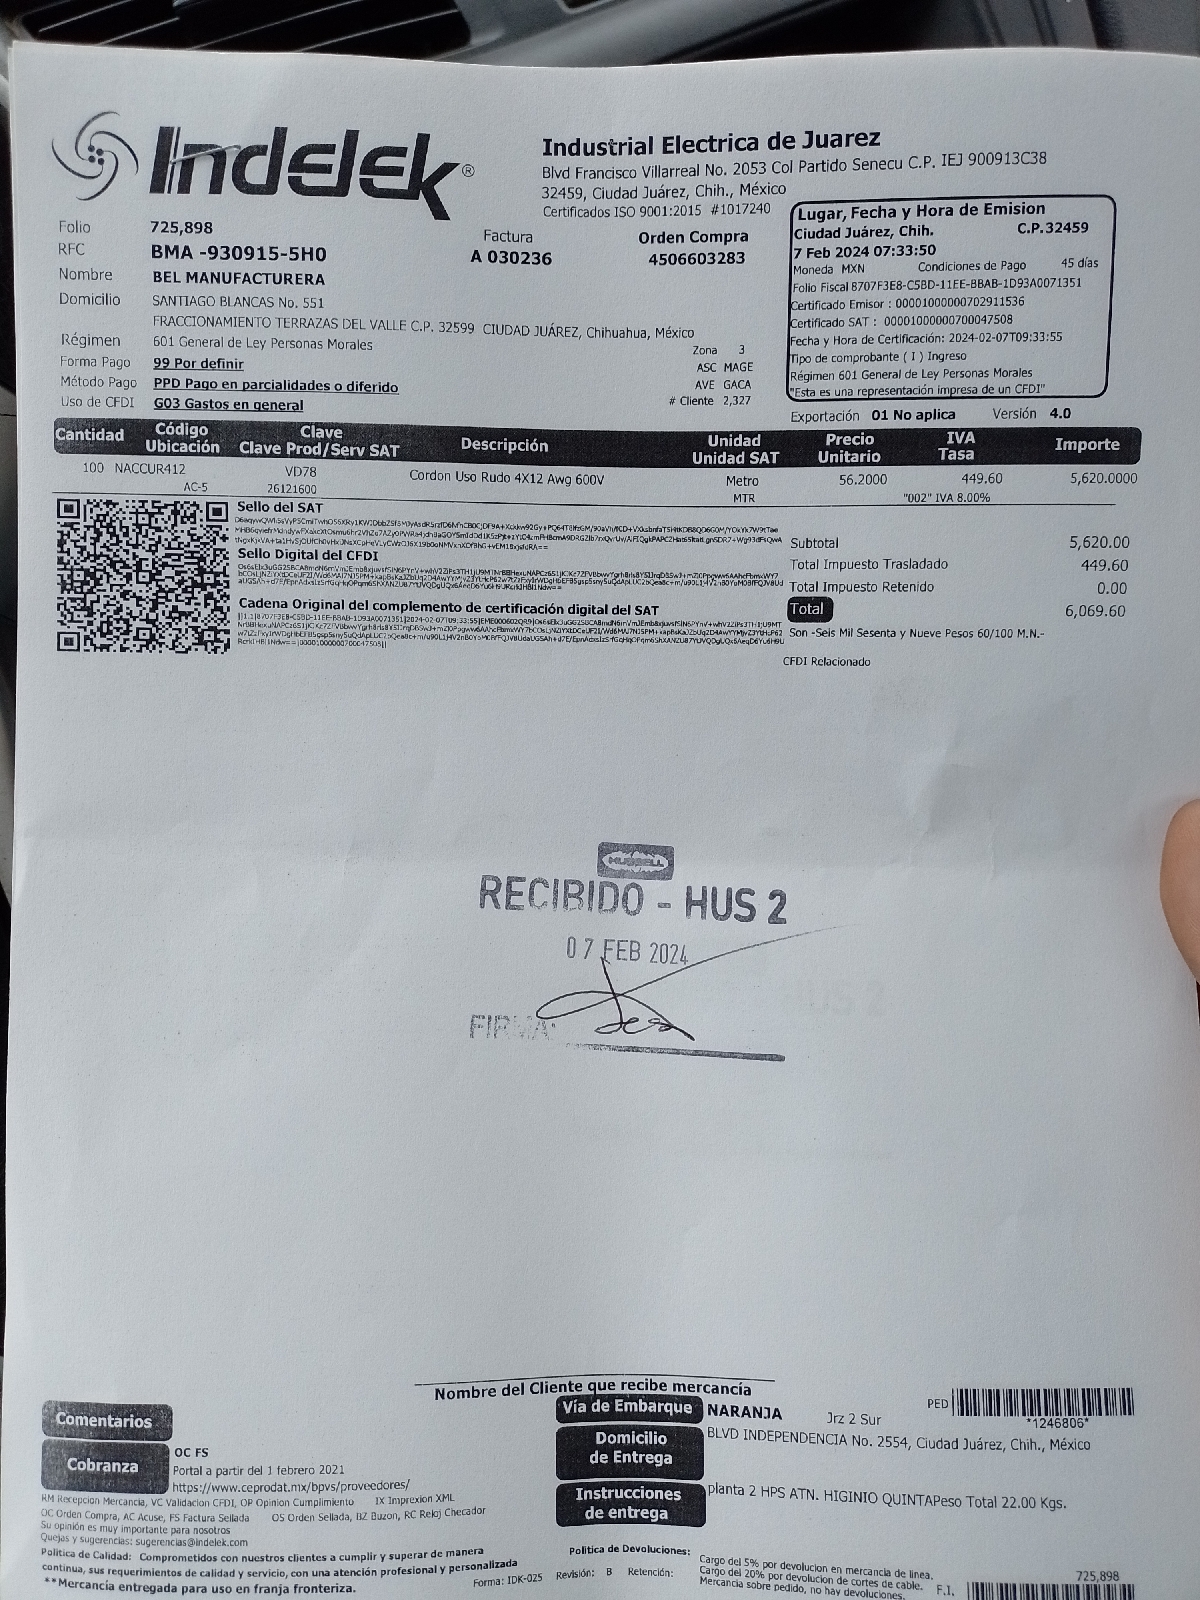 Indelek®
Industrial Electrica de Juarez
Blvd Francisco Villarreal No. 2053 Col Partido Senecu C.P. IEJ 900913C38
32459, Ciudad Juárez, Chih., México
Certificados ISO 9001:2015 #1017240
Folio 725,898
RFC BMA -930915-5H0
Nombre BEL MANUFACTURERA
Domicilio SANTIAGO BLANCAS No. 551
FRACCIONAMIENTO TERRAZAS DEL VALLE C.P. 32599 CIUDAD JUÁREZ, Chihuahua, México
Régimen 601 General de Ley Personas Morales
Forma Pago 99 Por definir
Método Pago PPD Pago en parcialidades o diferido
Uso de CFDI G03 Gastos en general
Factura
A 030236
Orden Compra
4506603283
Zona 3
ASC MAGE
AVE GACA
# Cliente 2,327
Lugar, Fecha y Hora de Emision
Ciudad Juárez, Chih. C.P.32459
7 Feb 2024 07:33:50
Moneda MXN Condiciones de Pago 45 días
Folio Fiscal 8707F3E8-C5BD-11EE-BBAB-1D93A0071351
Certificado Emisor : 00001000000702911536
Certificado SAT : 00001000000700047508
Fecha y Hora de Certificación: 2024-02-07T09:33:55
Tipo de comprobante ( I ) Ingreso
Régimen 601 General de Ley Personas Morales
"Esta es una representación impresa de un CFDI"
Exportación 01 No aplica Versión 4.0
Cantidad Código Ubicación Clave Clave Prod/Serv SAT Descripción Unidad Unidad SAT Precio Unitario IVA Tasa Importe
100 NACCUR412 VD78 Cordon Uso Rudo 4X12 Awg 600V Metro 56.2000 449.60 5,620.0000
AC-5 26121600 MTR "002" IVA 8.00%
Sello del SAT
Sello Digital del CFDI
Cadena Original del complemento de certificación digital del SAT
Subtotal 5,620.00
Total Impuesto Trasladado 449.60
Total Impuesto Retenido 0.00
Total 6,069.60
Son -Seis Mil Sesenta y Nueve Pesos 60/100 M.N.-
CFDI Relacionado
HUBBELL
RECIBIDO - HUS 2
07 FEB 2024
FIRMA:
Nombre del Cliente que recibe mercancía
Comentarios
Cobranza
OC FS
Portal a partir del 1 febrero 2021
https://www.ceprodat.mx/bpvs/proveedores/
RM Recepcion Mercancia, VC Validacion CFDI, OP Opinion Cumplimiento IX Imprexion XML
OC Orden Compra, AC Acuse, FS Factura Sellada OS Orden Sellada, BZ Buzon, RC Reloj Checador
Su opinión es muy importante para nosotros
Quejas y sugerencias: sugerencias@indelek.com
Politica de Calidad: Comprometidos con nuestros clientes a cumplir y superar de manera
continua, sus requerimientos de calidad y servicio, con una atención profesional y personalizada
**Mercancía entregada para uso en franja fronteriza.
Forma: IDK-025 Revisión: B Retención:
Vía de Embarque NARANJA Jrz 2 Sur
PED *1246806*
Domicilio de Entrega BLVD INDEPENDENCIA No. 2554, Ciudad Juárez, Chih., México
Instrucciones de entrega planta 2 HPS ATN. HIGINIO QUINTAPeso Total 22.00 Kgs.
Politica de Devoluciones:
Cargo del 5% por devolucion en mercancia de linea.
Cargo del 20% por devolucion de cortes de cable.
Mercancia sobre pedido, no hay devoluciones.
F.I. 725,898